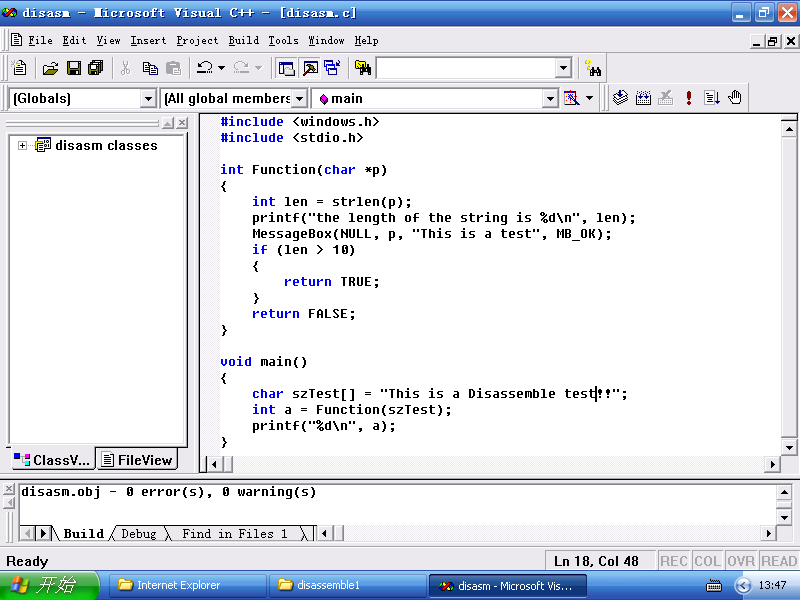 disasm - Microsoft Visual C++ - [disasm.c]
File Edit View Insert Project Build Tools Window Help
(Globals) [All global members main
disasm classes
#include <windows.h>
#include <stdio.h>
int Function(char *p)
{
int len = strlen(p);
printf("the length of the string is %d\n", len);
MessageBox(NULL, p, "This is a test", MB_OK);
if (len > 10)
{
return TRUE;
}
return FALSE;
}
void main()
{
char szTest[] = "This is a Disassemble test!!";
int a = Function(szTest);
printf("%d\n", a);
}
ClassV... FileView
disasm.obj - 0 error(s), 0 warning(s)
Build Debug Find in Files 1
Ready Ln 18, Col 48 REC COL OVR READ
开始 Internet Explorer disassemble1 disasm - Microsoft Vis... 13:47